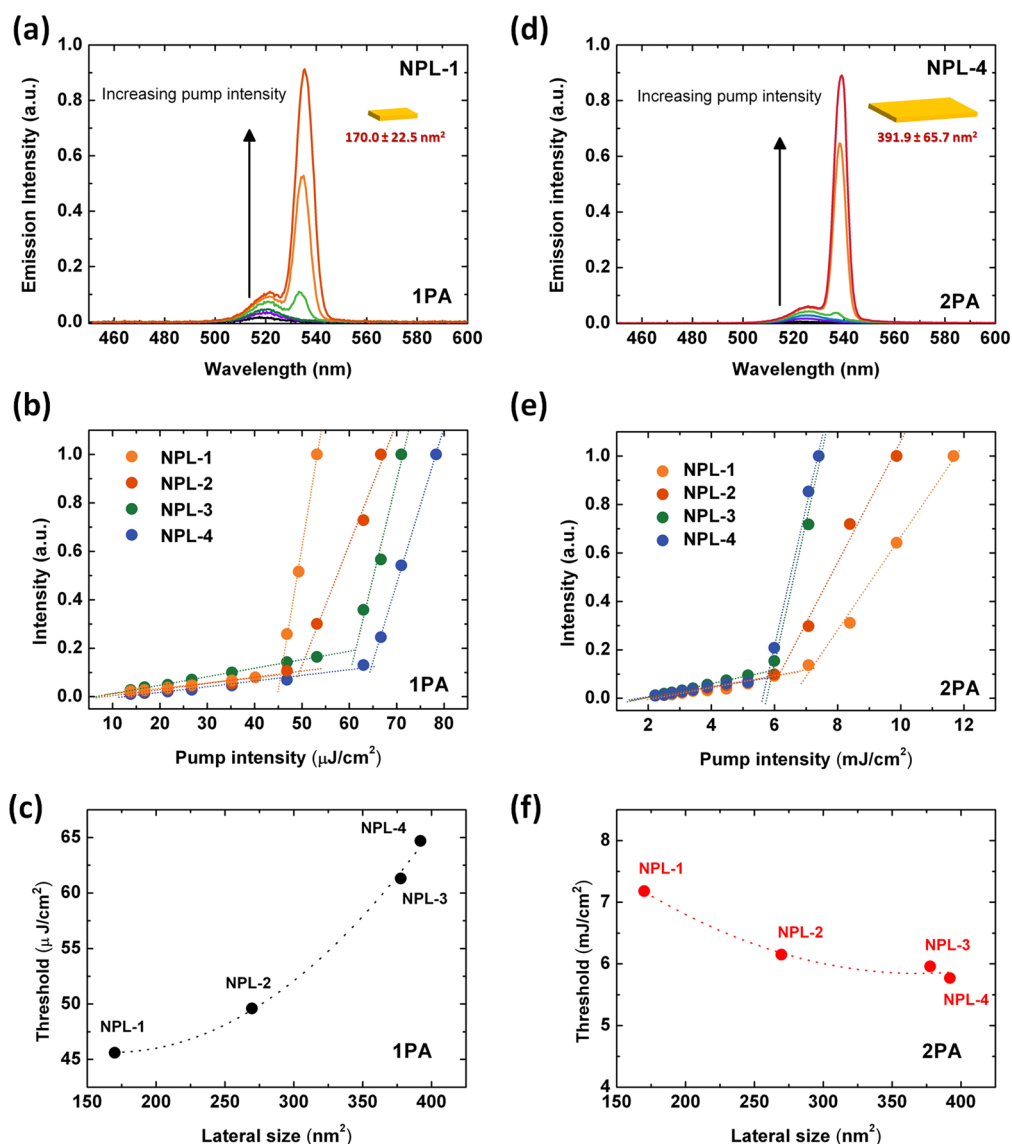 (a)
1.0
0.8
0.6
0.4
0.2
0.0
Emission Intensity (a.u.)
NPL-1
Increasing pump intensity
170.0 ± 22.5 nm²
1PA
460 480 500 520 540 560 580 600
Wavelength (nm)
(d)
1.0
0.8
0.6
0.4
0.2
0.0
Emission intensity (a.u.)
NPL-4
Increasing pump intensity
391.9 ± 65.7 nm²
2PA
460 480 500 520 540 560 580 600
Wavelength (nm)
(b)
1.0
0.8
0.6
0.4
0.2
0.0
Intensity (a.u.)
NPL-1
NPL-2
NPL-3
NPL-4
1PA
10 20 30 40 50 60 70 80
Pump intensity (μJ/cm²)
(e)
1.0
0.8
0.6
0.4
0.2
0.0
Intensity (a.u.)
NPL-1
NPL-2
NPL-3
NPL-4
2PA
2 4 6 8 10 12
Pump intensity (mJ/cm²)
(c)
65
60
55
50
45
Threshold (μ J/cm²)
NPL-4
NPL-3
NPL-2
NPL-1
1PA
150 200 250 300 350 400
Lateral size (nm²)
(f)
8
7
6
5
4
Threshold (mJ/cm²)
NPL-1
NPL-2
NPL-3
NPL-4
2PA
150 200 250 300 350 400
Lateral size (nm²)